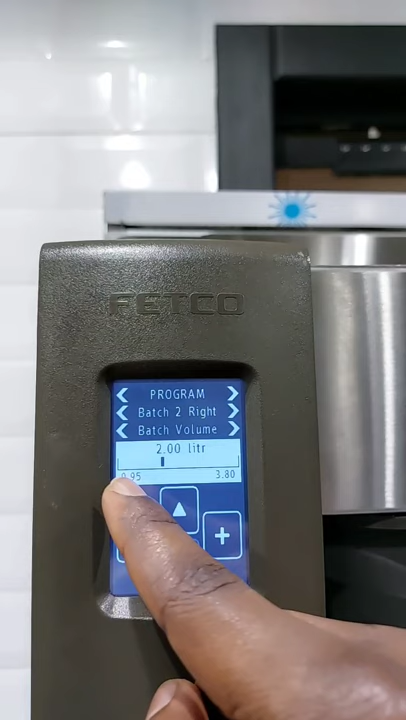 FETCO
PROGRAM
Batch 2 Right
Batch Volume
2.00 litr
0.95 3.80
+